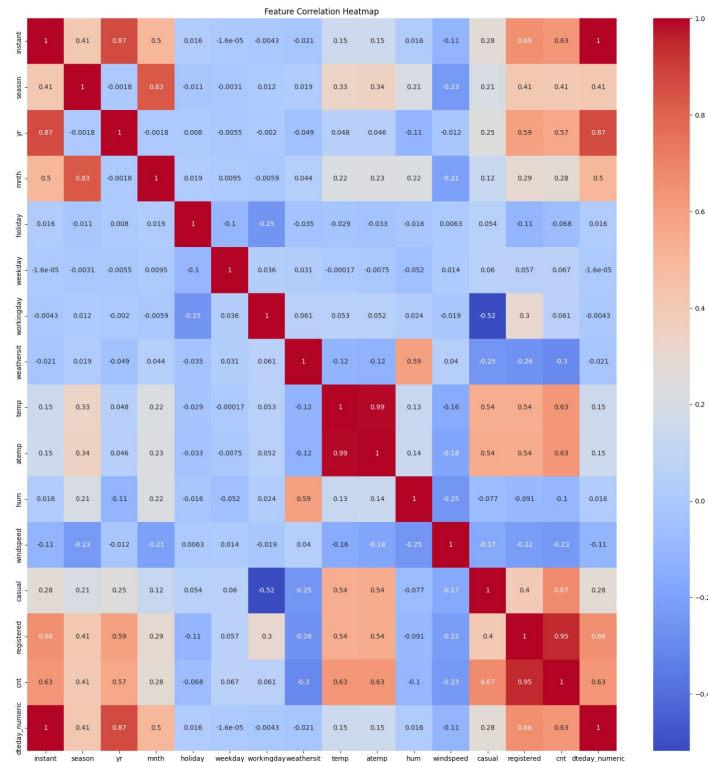 Feature Correlation Heatmap
instant 1 0.41 0.87 0.5 0.016 -1.6e-05 -0.0043 -0.021 0.15 0.15 0.016 -0.11 0.28 0.66 0.63 1
season 0.41 1 -0.0018 0.83 -0.011 -0.0031 0.012 0.019 0.33 0.34 0.21 -0.23 0.21 0.41 0.41 0.41
yr 0.87 -0.0018 1 -0.0018 0.008 -0.0055 -0.002 -0.049 0.048 0.046 -0.11 -0.012 0.25 0.59 0.57 0.87
mnth 0.5 0.83 -0.0018 1 0.019 0.0095 -0.0059 0.044 0.22 0.23 0.22 -0.21 0.12 0.29 0.28 0.5
holiday 0.016 -0.011 0.008 0.019 1 -0.1 -0.25 -0.035 -0.029 -0.033 -0.016 0.0063 0.054 -0.11 -0.068 0.016
weekday -1.6e-05 -0.0031 -0.0055 0.0095 -0.1 1 0.036 0.031 -0.00017 -0.0075 -0.052 0.014 0.06 0.057 0.067 -1.6e-05
workingday -0.0043 0.012 -0.002 -0.0059 -0.25 0.036 1 0.061 0.053 0.052 0.024 -0.019 -0.52 0.3 0.061 -0.0043
weathersit -0.021 0.019 -0.049 0.044 -0.035 0.031 0.061 1 -0.12 -0.12 0.59 0.04 -0.25 -0.26 -0.3 -0.021
temp 0.15 0.33 0.048 0.22 -0.029 -0.00017 0.053 -0.12 1 0.99 0.13 -0.16 0.54 0.54 0.63 0.15
atemp 0.15 0.34 0.046 0.23 -0.033 -0.0075 0.052 -0.12 0.99 1 0.14 -0.18 0.54 0.54 0.63 0.15
hum 0.016 0.21 -0.11 0.22 -0.016 -0.052 0.024 0.59 0.13 0.14 1 -0.25 -0.077 -0.091 -0.1 0.016
windspeed -0.11 -0.23 -0.012 -0.21 0.0063 0.014 -0.019 0.04 -0.16 -0.18 -0.25 1 -0.17 -0.22 -0.23 -0.11
casual 0.28 0.21 0.25 0.12 0.054 0.06 -0.52 -0.25 0.54 0.54 -0.077 -0.17 1 0.4 0.67 0.28
registered 0.66 0.41 0.59 0.29 -0.11 0.057 0.3 -0.26 0.54 0.54 -0.091 -0.22 0.4 1 0.95 0.66
cnt 0.63 0.41 0.57 0.28 -0.068 0.067 0.061 -0.3 0.63 0.63 -0.1 -0.23 0.67 0.95 1 0.63
dteday_numeric 1 0.41 0.87 0.5 0.016 -1.6e-05 -0.0043 -0.021 0.15 0.15 0.016 -0.11 0.28 0.66 0.63 1
instant season yr mnth holiday weekday workingday weathersit temp atemp hum windspeed casual registered cnt dteday_numeric
1.0
0.8
0.6
0.4
0.2
0.0